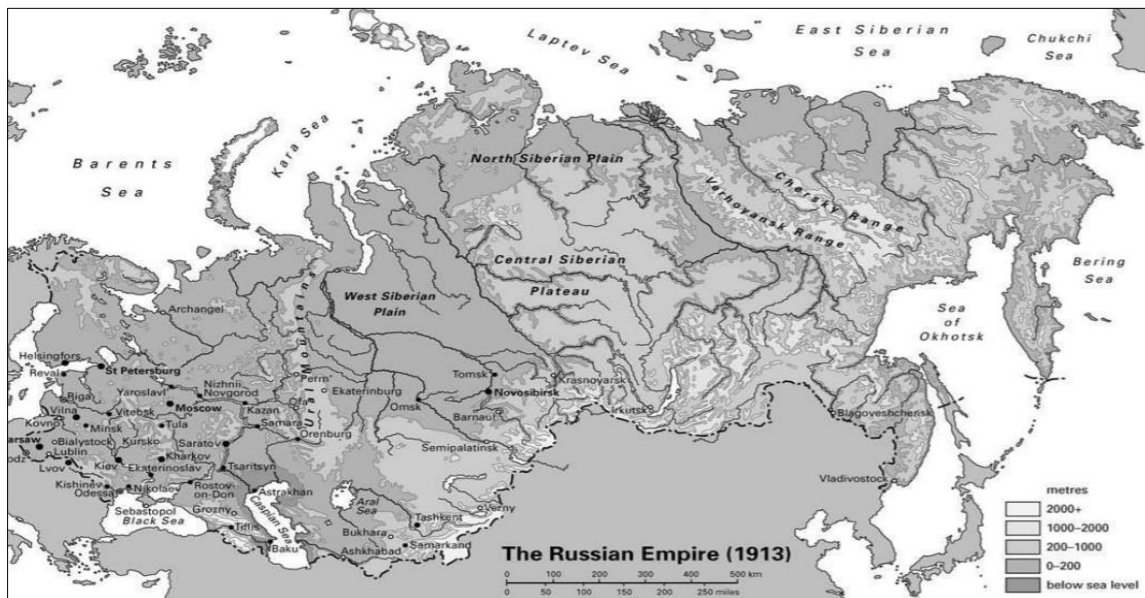 East Siberian
Sea
Chukchi
Sea
Laptev Sea
Kara Sea
Barents
Sea
North Siberian Plain
Chersky Range
Verhoyansk Range
Central Siberian
Plateau
Bering
Sea
Sea
of
Okhotsk
West Siberian
Plain
Ural Mountains
Archangel
Helsingfors
St Petersburg
Reval
Yaroslavl
Nizhnii
Novgorod
Perm'
Ekaterinburg
Tomsk
Krasnoyarsk
Novosibirsk
Riga
Moscow
Kazan
Ufa
Omsk
Barnaul
Irkutsk
Blagoveshchensk
Vilna
Vitebsk
Samara
Kovno
Minsk
Tula
Orenburg
arsaw
Bialystock
Kursk
Saratov
Semipalatinsk
odz
Lublin
Kharkov
Lvov
Kiev
Ekaterinoslav
Tsaritsyn
Vladivostock
Kishinev
Nikolaev
Rostov-
on-Don
Astrakhan
Odessa
Aral
Sea
Verny
Sebastopol
Grozny
Tashkent
Black Sea
Caspian Sea
Bukhara
Tiflis
Samarkand
Baku
Ashkhabad
The Russian Empire (1913)
0 100 200 300 400 500 km
0 50 100 150 200 250 miles
metres
2000+
1000–2000
200–1000
0–200
below sea level